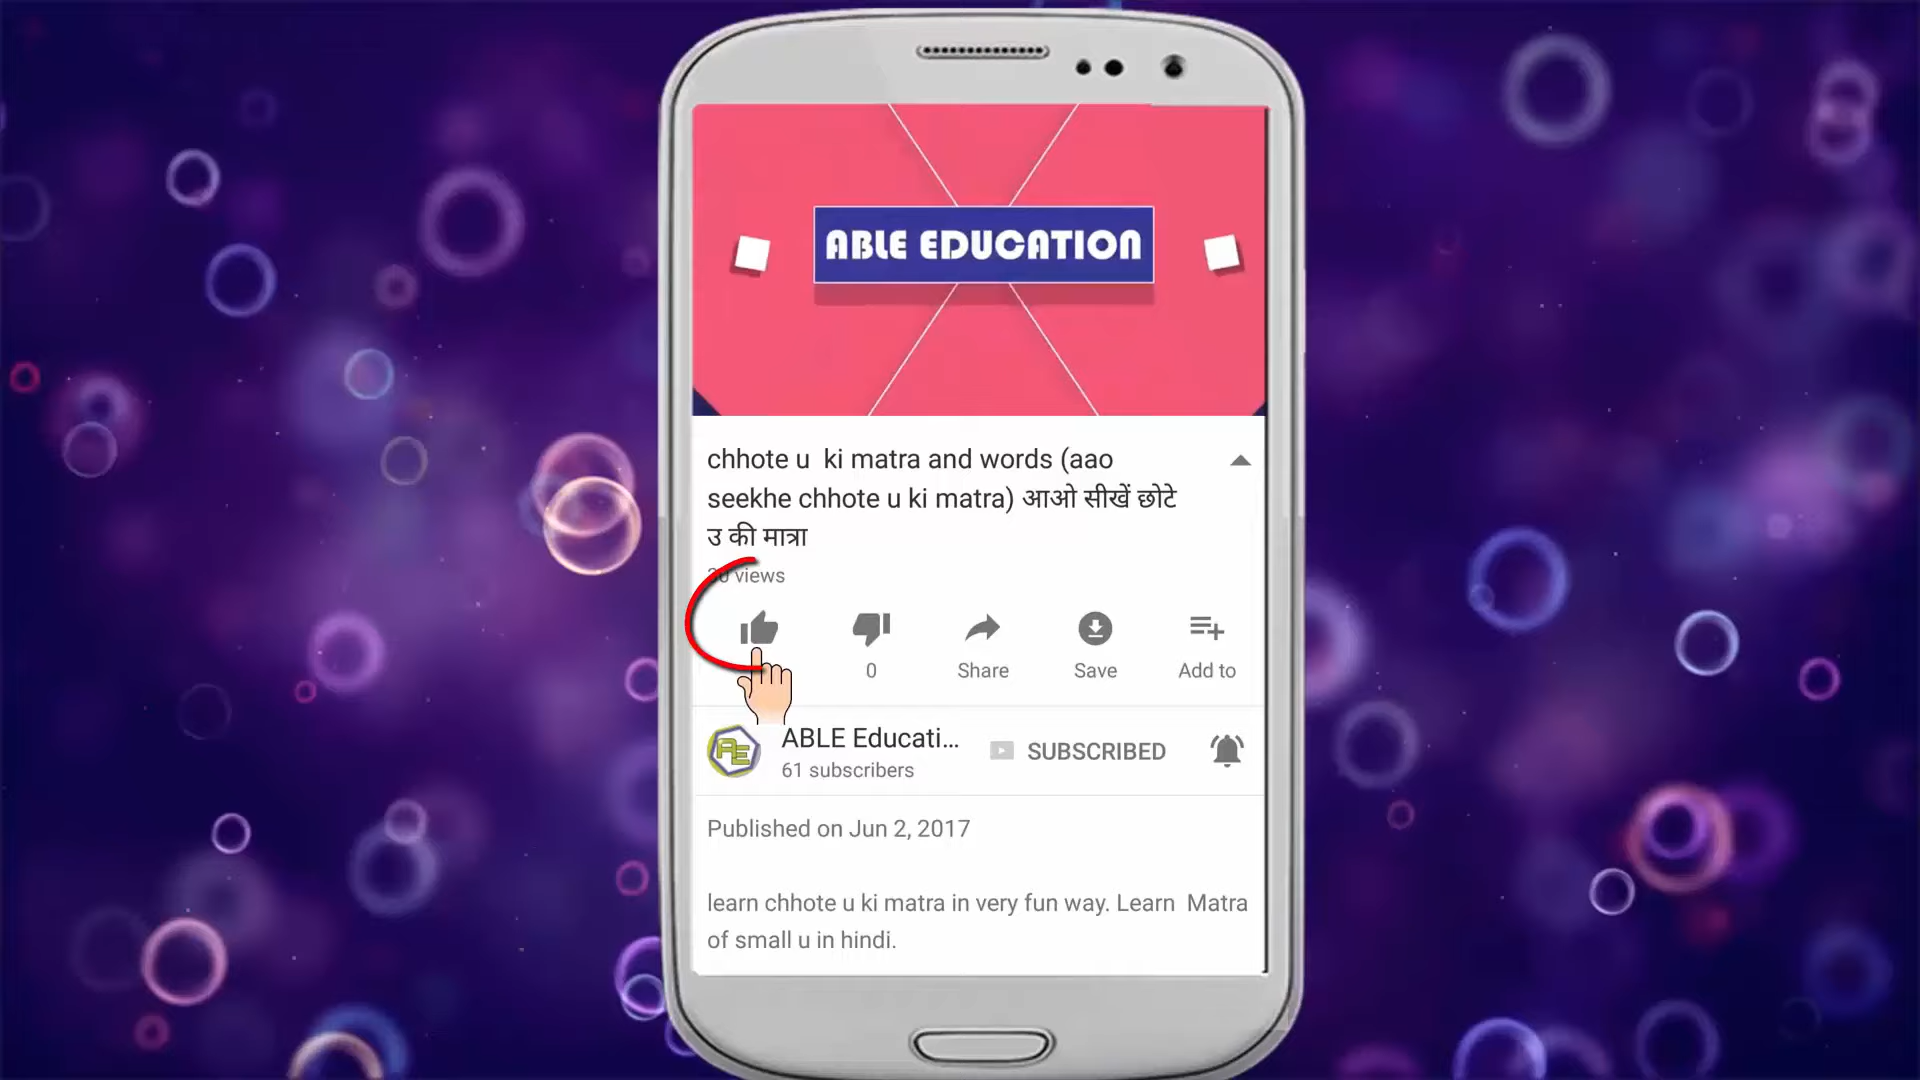 ABLE EDUCATION
chhote u ki matra and words (aao
seekhe chhote u ki matra) आओ सीखें छोटे
उ की मात्रा
30 views
0
Share
Save
Add to
AE
ABLE Educati...
61 subscribers
SUBSCRIBED
Published on Jun 2, 2017
learn chhote u ki matra in very fun way. Learn Matra
of small u in hindi.